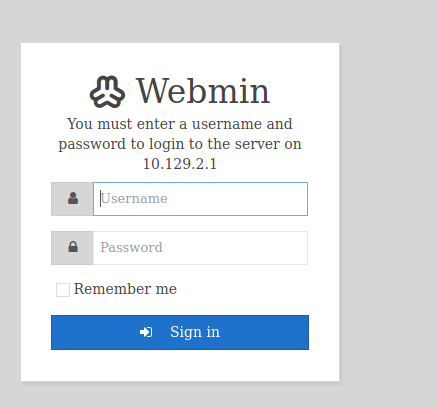 Webmin
You must enter a username and
password to login to the server on
10.129.2.1
Username
Password
Remember me
Sign in